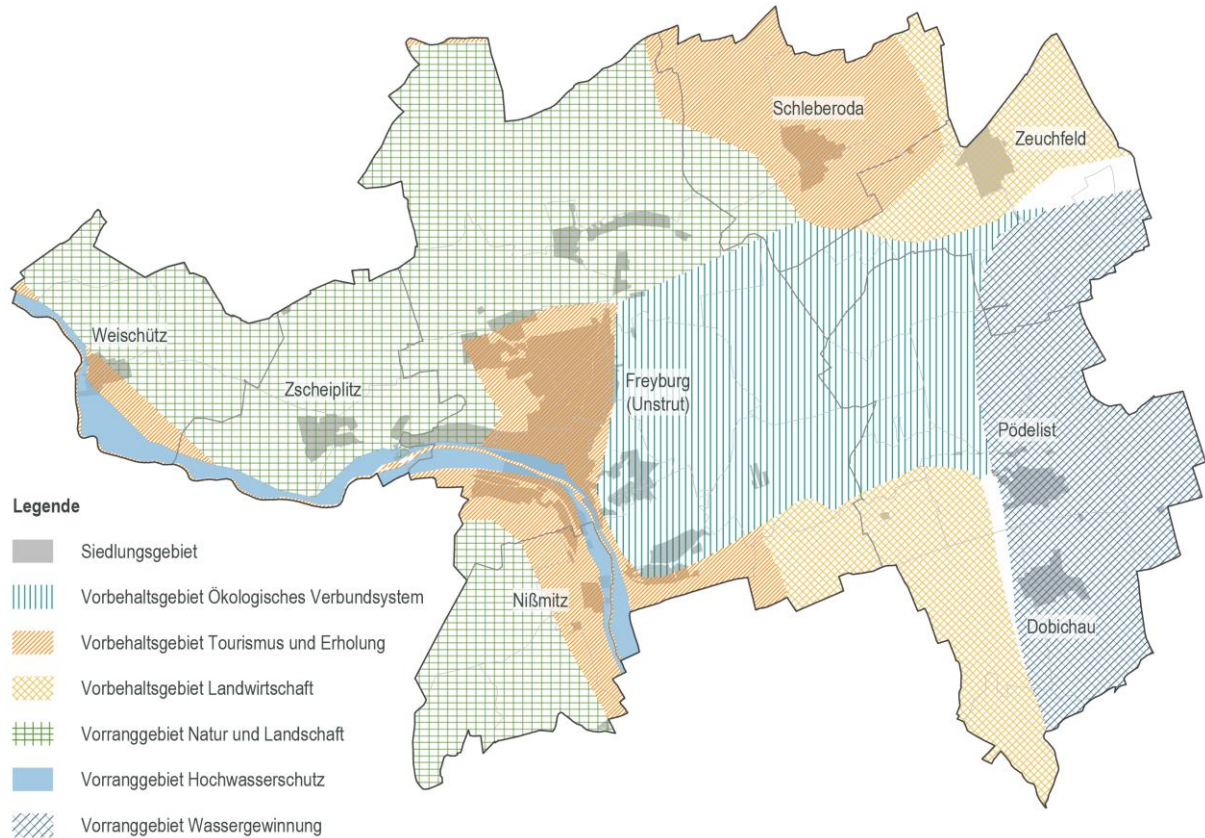 Schleberoda
Zeuchfeld
Weischütz
Zscheiplitz
Freyburg
(Unstrut)
Pödelist
Nißmitz
Dobichau
Legende
Siedlungsgebiet
Vorbehaltsgebiet Ökologisches Verbundsystem
Vorbehaltsgebiet Tourismus und Erholung
Vorbehaltsgebiet Landwirtschaft
Vorranggebiet Natur und Landschaft
Vorranggebiet Hochwasserschutz
Vorranggebiet Wassergewinnung